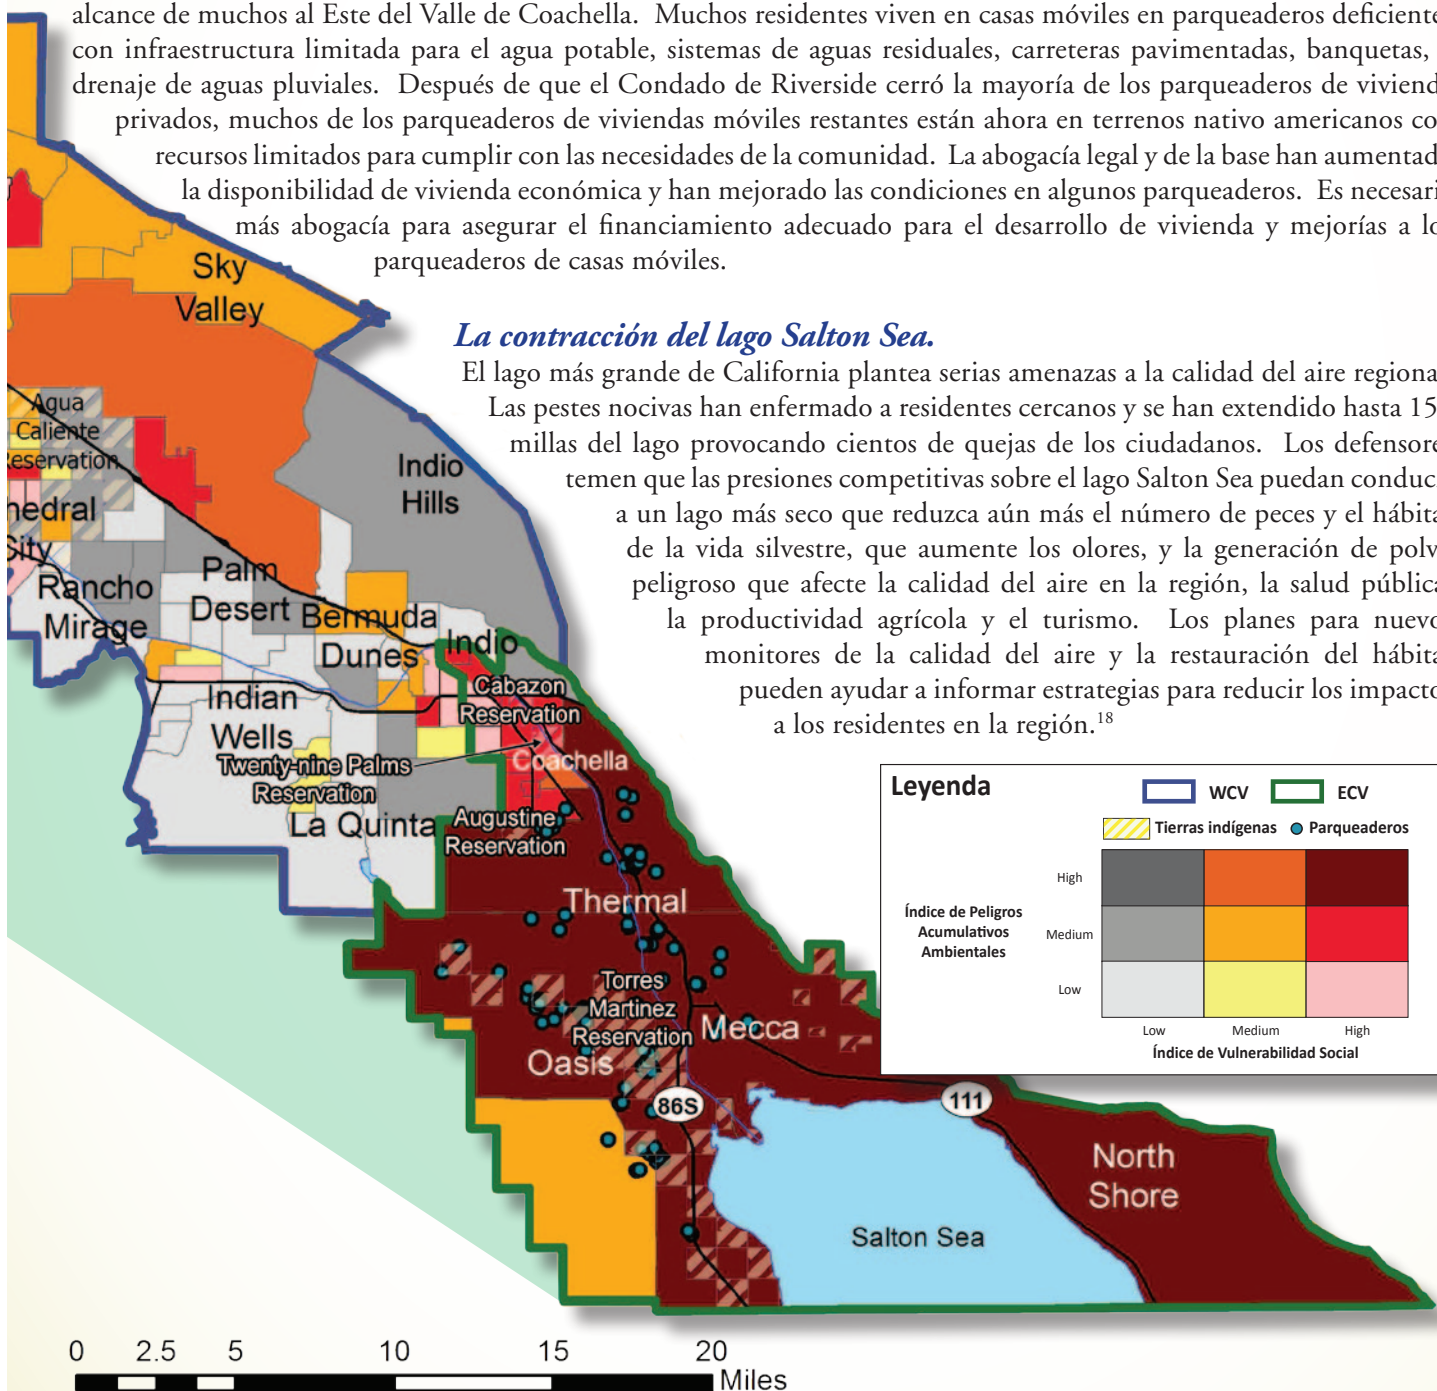 alcance de muchos al Este del Valle de Coachella. Muchos residentes viven en casas móviles en parqueaderos deficiente
con infraestructura limitada para el agua potable, sistemas de aguas residuales, carreteras pavimentadas, banquetas,
drenaje de aguas pluviales. Después de que el Condado de Riverside cerró la mayoría de los parqueaderos de viviend
privados, muchos de los parqueaderos de viviendas móviles restantes están ahora en terrenos nativo americanos co
recursos limitados para cumplir con las necesidades de la comunidad. La abogacía legal y de la base han aumentad
la disponibilidad de vivienda económica y han mejorado las condiciones en algunos parqueaderos. Es necesari
más abogacía para asegurar el financiamiento adecuado para el desarrollo de vivienda y mejorías a lo
parqueaderos de casas móviles.
La contracción del lago Salton Sea.
El lago más grande de California plantea serias amenazas a la calidad del aire regiona
Las pestes nocivas han enfermado a residentes cercanos y se han extendido hasta 15
millas del lago provocando cientos de quejas de los ciudadanos. Los defensore
temen que las presiones competitivas sobre el lago Salton Sea puedan conduc
a un lago más seco que reduzca aún más el número de peces y el hábita
de la vida silvestre, que aumente los olores, y la generación de polv
peligroso que afecte la calidad del aire en la región, la salud pública
la productividad agrícola y el turismo. Los planes para nuevo
monitores de la calidad del aire y la restauración del hábita
pueden ayudar a informar estrategias para reducir los impacto
a los residentes en la región.18
Sky
Valley
Agua
Caliente
Reservation
hedral
City
Indio
Hills
Rancho
Mirage
Palm
Desert
Bermuda
Dunes
Indio
Cabazon
Reservation
Indian
Wells
Twenty-nine Palms
Reservation
Coachella
La Quinta
Augustine
Reservation
Thermal
Torres
Martinez
Reservation
Mecca
Oasis
86S
111
North
Shore
Salton Sea
Leyenda
WCV
ECV
Tierras indígenas
Parqueaderos
Índice de Peligros
Acumulativos
Ambientales
High
Medium
Low
Low Medium High
Índice de Vulnerabilidad Social
0 2.5 5 10 15 20
Miles